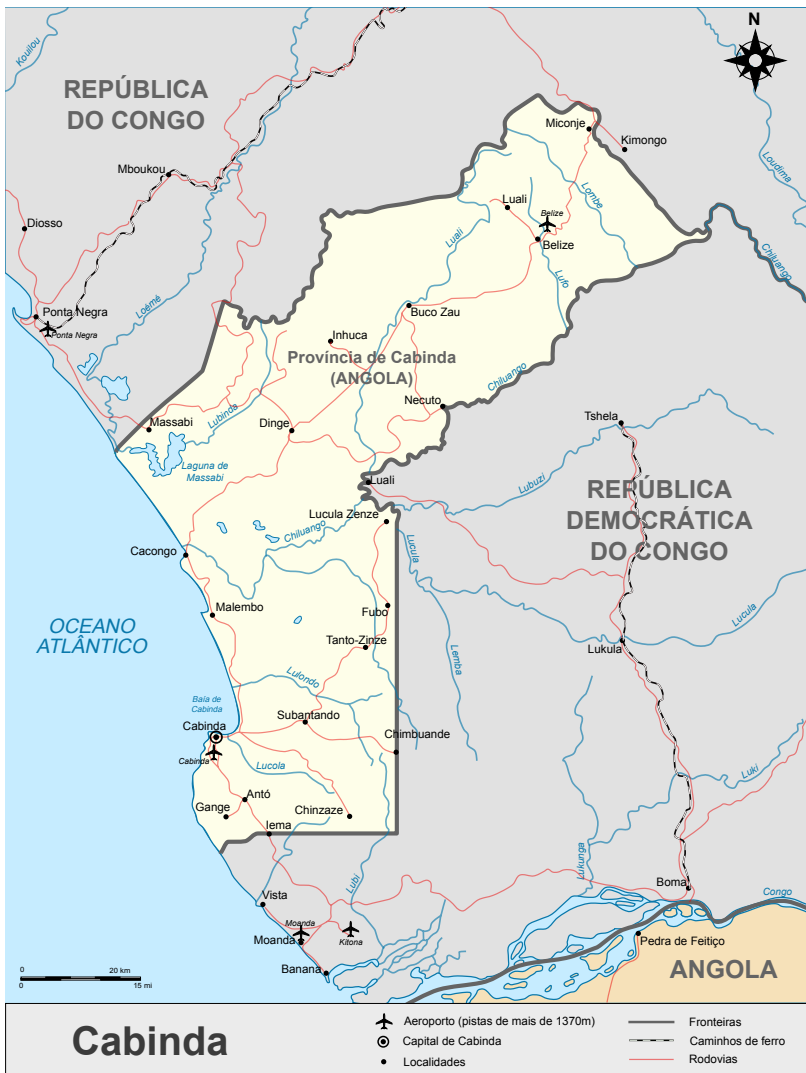 N
Kouilou
REPÚBLICA
DO CONGO
Miconje
Kimongo
Loudima
Mboukou
Lombe
Luali
Belize
Belize
Diosso
Luali
Lufo
Chiluango
Loémé
Ponta Negra
Ponta Negra
Buco Zau
Inhuca
Província de Cabinda
(ANGOLA)
Chiluango
Necuto
Lubinda
Massabi
Dinge
Tshela
Laguna de
Massabi
Luali
Lubuzi
REPÚBLICA
DEMOCRÁTICA
DO CONGO
Lucula Zenze
Chiluango
Lucula
Cacongo
Malembo
Fubo
Lucula
OCEANO
ATLÂNTICO
Tanto-Zinze
Lemba
Lukula
Lulondo
Baía de
Cabinda
Subantando
Cabinda
Chimbuande
Cabinda
Lucola
Luki
Antó
Gange
Chinzaze
Iema
Lukunga
Lubi
Boma
Congo
Vista
Moanda
Kitona
Moanda
Pedra de Feitiço
Banana
ANGOLA
0 20 km
0 15 mi
Cabinda
Aeroporto (pistas de mais de 1370m)
Capital de Cabinda
Localidades
Fronteiras
Caminhos de ferro
Rodovias